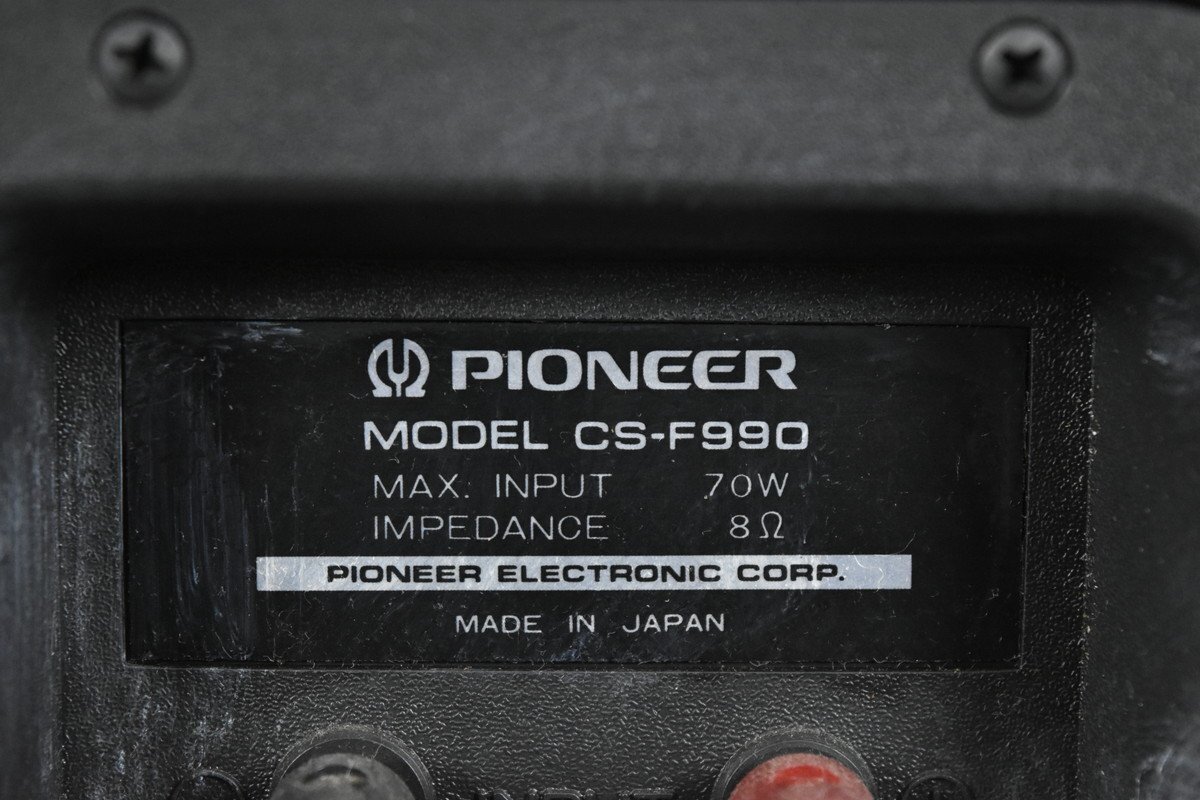 PIONEER
MODEL CS-F990
MAX. INPUT 70W
IMPEDANCE 8Ω
PIONEER ELECTRONIC CORP.
MADE IN JAPAN